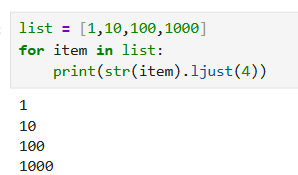 list = [1,10,100,1000]
for item in list:
    print(str(item).ljust(4))
1
10
100
1000